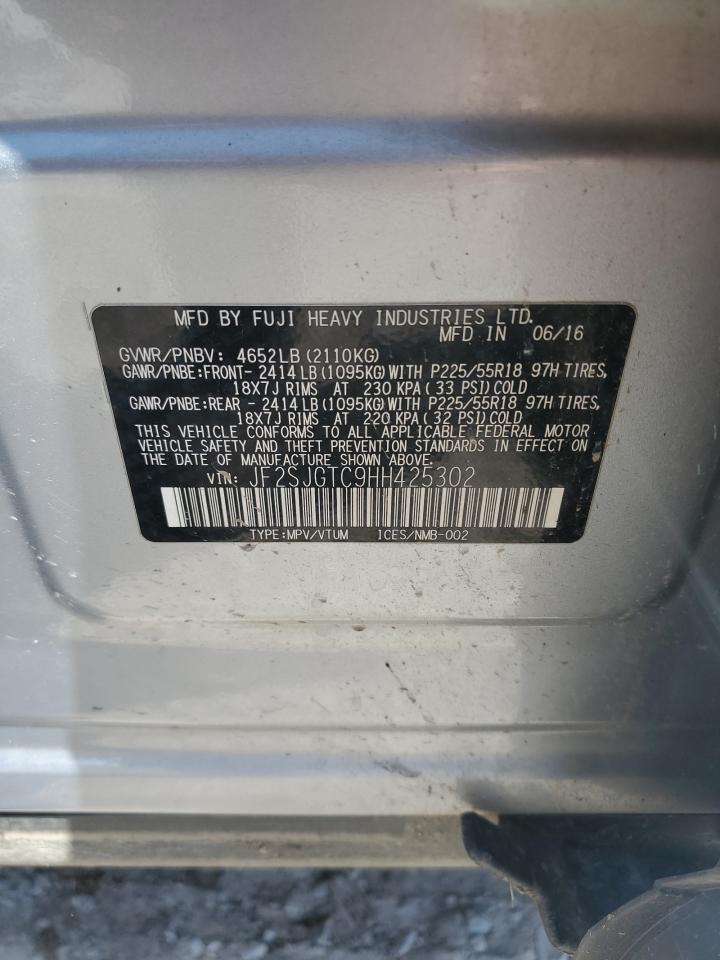 MFD BY FUJI HEAVY INDUSTRIES LTD.
MFD IN 06/16
GVWR/PNBV: 4652LB(2110KG)
GAWR/PNBE:FRONT- 2414 LB(1095KG)WITH P225/55R18 97H TIRES,
18X7J RIMS AT 230 KPA(33 PSI)COLD
GAWR/PNBE:REAR - 2414 LB(1095KG)WITH P225/55R18 97H TIRES,
18X7J RIMS AT 220 KPA(32 PSI)COLD
THIS VEHICLE CONFORMS TO ALL APPLICABLE FEDERAL MOTOR
VEHICLE SAFETY AND THEFT PREVENTION STANDARDS IN EFFECT ON
THE DATE OF MANUFACTURE SHOWN ABOVE.
VIN: JF2SJGTC9HH425302
TYPE:MPV/VTUM ICES/NMB-002